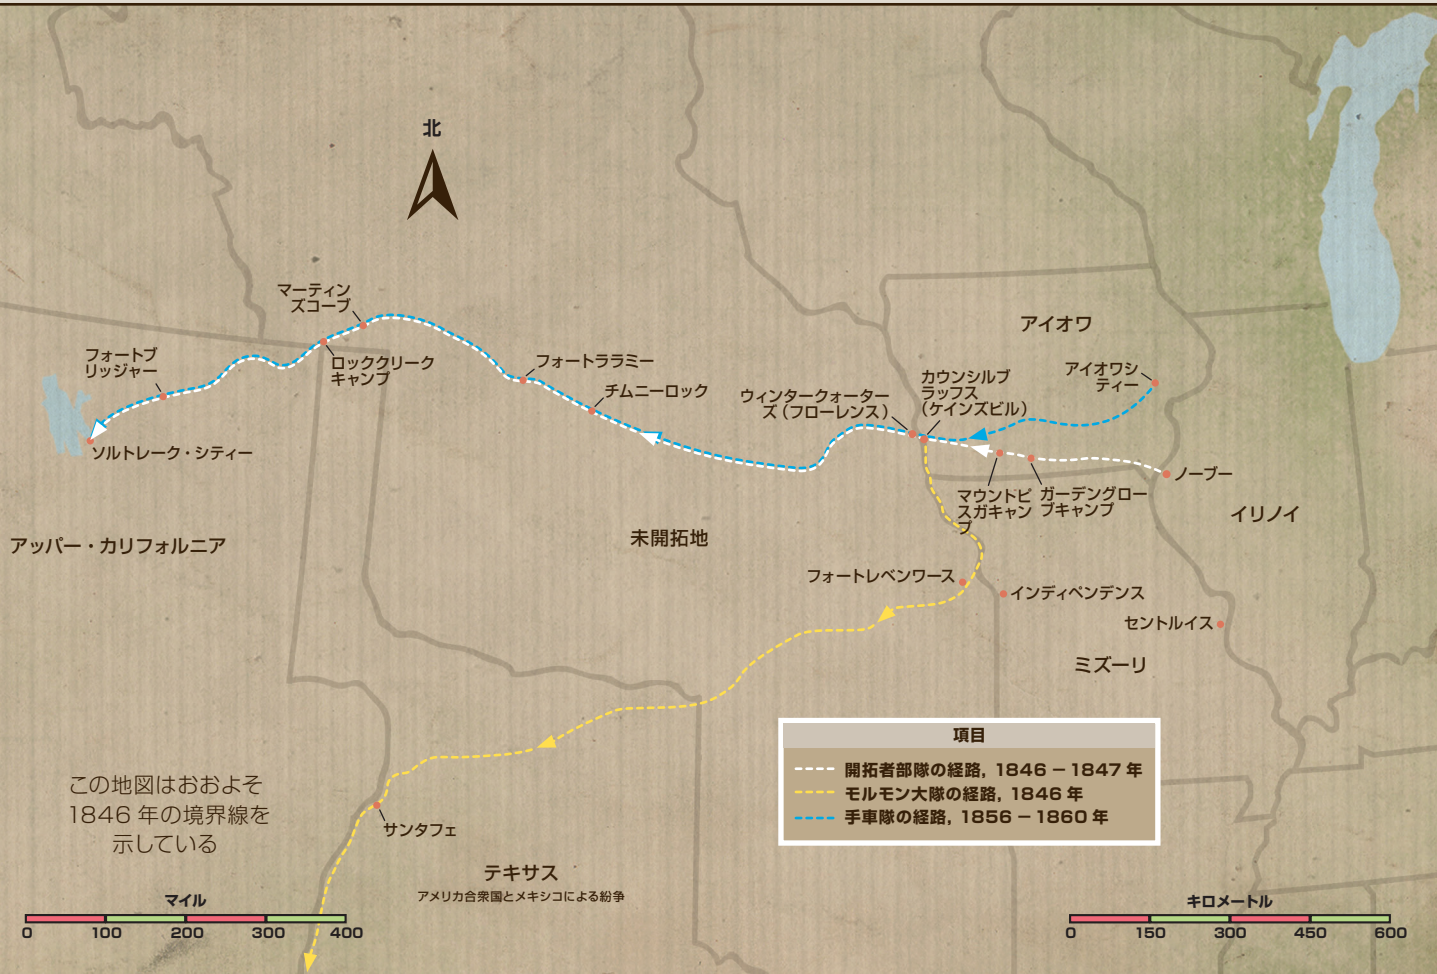 北
マーティン
ズコーブ
フォートブ
リッジャー
ロッククリーク
キャンプ
フォートララミー
チムニーロック
ウィンタークォーター
ズ(フローレンス)
カウンシルブ
ラッフス
(ケインズビル)
アイオワ
アイオワシ
ティー
ソルトレーク・シティー
ノーブー
マウントピ
スガキャン
プ
ガーデングロー
ブキャンプ
イリノイ
アッパー・カリフォルニア
未開拓地
フォートレベンワース
インディペンデンス
セントルイス
ミズーリ
項目
開拓者部隊の経路, 1846 – 1847 年
モルモン大隊の経路, 1846 年
手車隊の経路, 1856 – 1860 年
この地図はおおよそ
1846 年の境界線を
示している
サンタフェ
テキサス
アメリカ合衆国とメキシコによる紛争
マイル
0 100 200 300 400
キロメートル
0 150 300 450 600